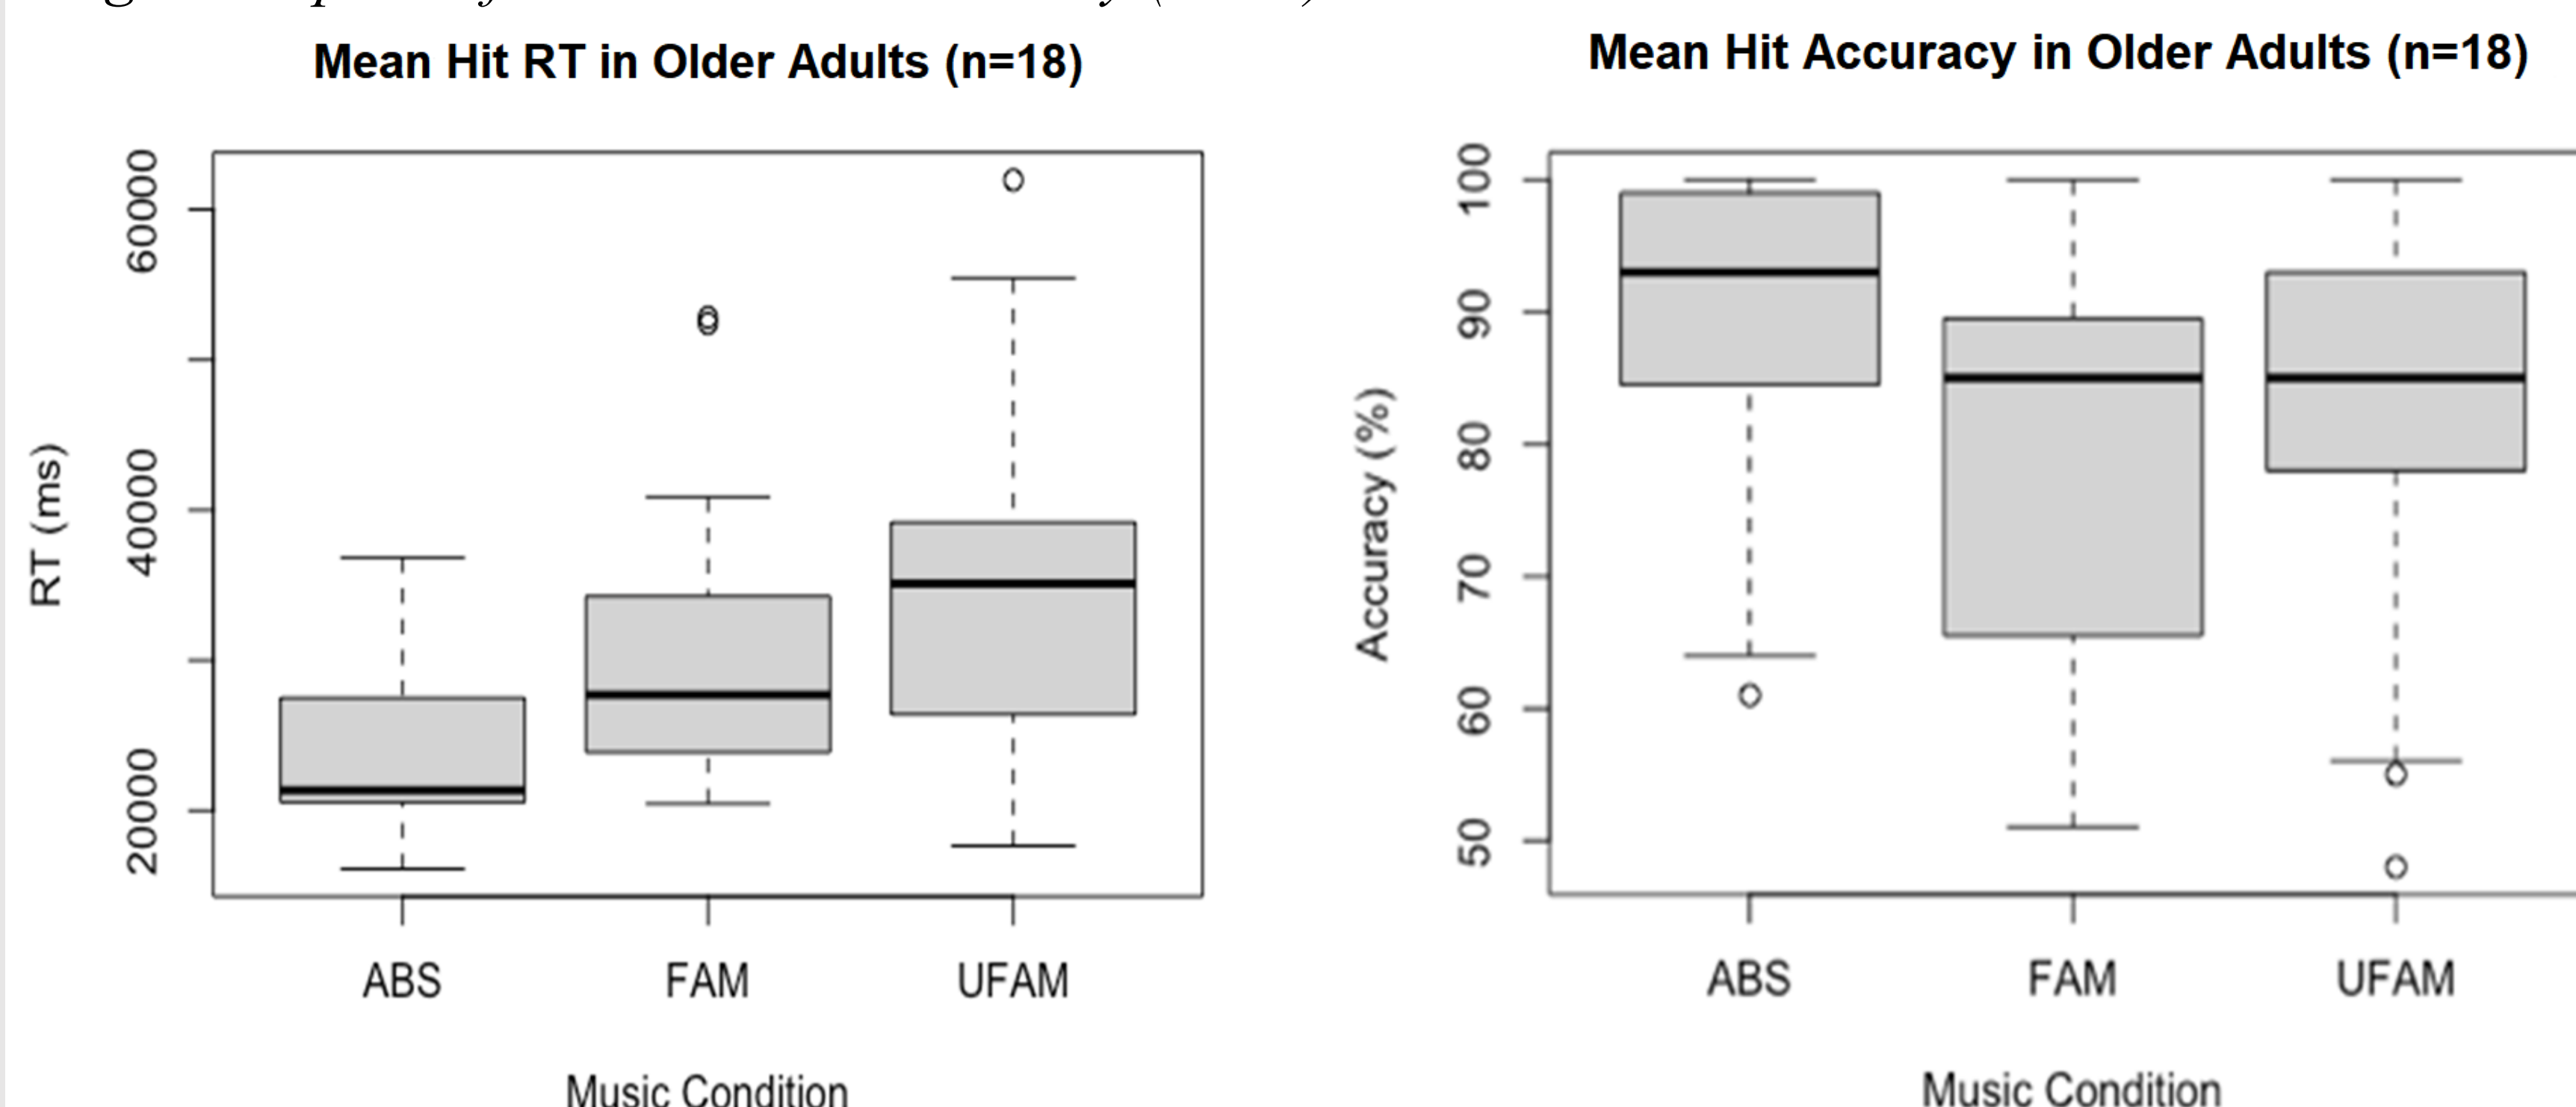 Mean Hit RT in Older Adults (n=18)
RT (ms)
60000
40000
20000
ABS FAM UFAM
Music Condition
Mean Hit Accuracy in Older Adults (n=18)
Accuracy (%)
100
90
80
70
60
50
ABS FAM UFAM
Music Condition